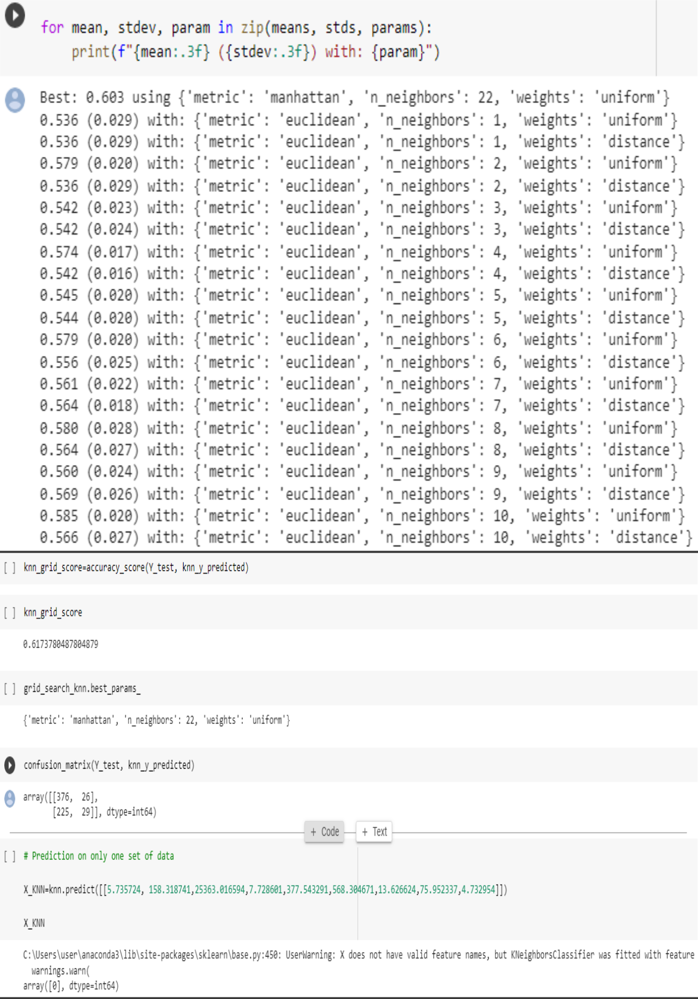 for mean, stdev, param in zip(means, stds, params):
    print(f"{mean:.3f} ({stdev:.3f}) with: {param}")
Best: 0.603 using {'metric': 'manhattan', 'n_neighbors': 22, 'weights': 'uniform'}
0.536 (0.029) with: {'metric': 'euclidean', 'n_neighbors': 1, 'weights': 'uniform'}
0.536 (0.029) with: {'metric': 'euclidean', 'n_neighbors': 1, 'weights': 'distance'}
0.579 (0.020) with: {'metric': 'euclidean', 'n_neighbors': 2, 'weights': 'uniform'}
0.536 (0.029) with: {'metric': 'euclidean', 'n_neighbors': 2, 'weights': 'distance'}
0.542 (0.023) with: {'metric': 'euclidean', 'n_neighbors': 3, 'weights': 'uniform'}
0.542 (0.024) with: {'metric': 'euclidean', 'n_neighbors': 3, 'weights': 'distance'}
0.574 (0.017) with: {'metric': 'euclidean', 'n_neighbors': 4, 'weights': 'uniform'}
0.542 (0.016) with: {'metric': 'euclidean', 'n_neighbors': 4, 'weights': 'distance'}
0.545 (0.020) with: {'metric': 'euclidean', 'n_neighbors': 5, 'weights': 'uniform'}
0.544 (0.020) with: {'metric': 'euclidean', 'n_neighbors': 5, 'weights': 'distance'}
0.579 (0.020) with: {'metric': 'euclidean', 'n_neighbors': 6, 'weights': 'uniform'}
0.556 (0.025) with: {'metric': 'euclidean', 'n_neighbors': 6, 'weights': 'distance'}
0.561 (0.022) with: {'metric': 'euclidean', 'n_neighbors': 7, 'weights': 'uniform'}
0.564 (0.018) with: {'metric': 'euclidean', 'n_neighbors': 7, 'weights': 'distance'}
0.580 (0.028) with: {'metric': 'euclidean', 'n_neighbors': 8, 'weights': 'uniform'}
0.564 (0.027) with: {'metric': 'euclidean', 'n_neighbors': 8, 'weights': 'distance'}
0.560 (0.024) with: {'metric': 'euclidean', 'n_neighbors': 9, 'weights': 'uniform'}
0.569 (0.026) with: {'metric': 'euclidean', 'n_neighbors': 9, 'weights': 'distance'}
0.585 (0.020) with: {'metric': 'euclidean', 'n_neighbors': 10, 'weights': 'uniform'}
0.566 (0.027) with: {'metric': 'euclidean', 'n_neighbors': 10, 'weights': 'distance'}
[ ] knn_grid_score=accuracy_score(Y_test, knn_y_predicted)
[ ] knn_grid_score
0.6173780487804879
[ ] grid_search_knn.best_params_
{'metric': 'manhattan', 'n_neighbors': 22, 'weights': 'uniform'}
confusion_matrix(Y_test, knn_y_predicted)
array([[376, 26],
       [225, 29]], dtype=int64)
+ Code + Text
[ ] # Prediction on only one set of data
X_KNN=knn.predict([[5.735724, 158.318741,25363.016594,7.728601,377.543291,568.304671,13.626624,75.952337,4.732954]])
X_KNN
C:\Users\user\anaconda3\lib\site-packages\sklearn\base.py:450: UserWarning: X does not have valid feature names, but KNeighborsClassifier was fitted with feature
  warnings.warn(
array([0], dtype=int64)